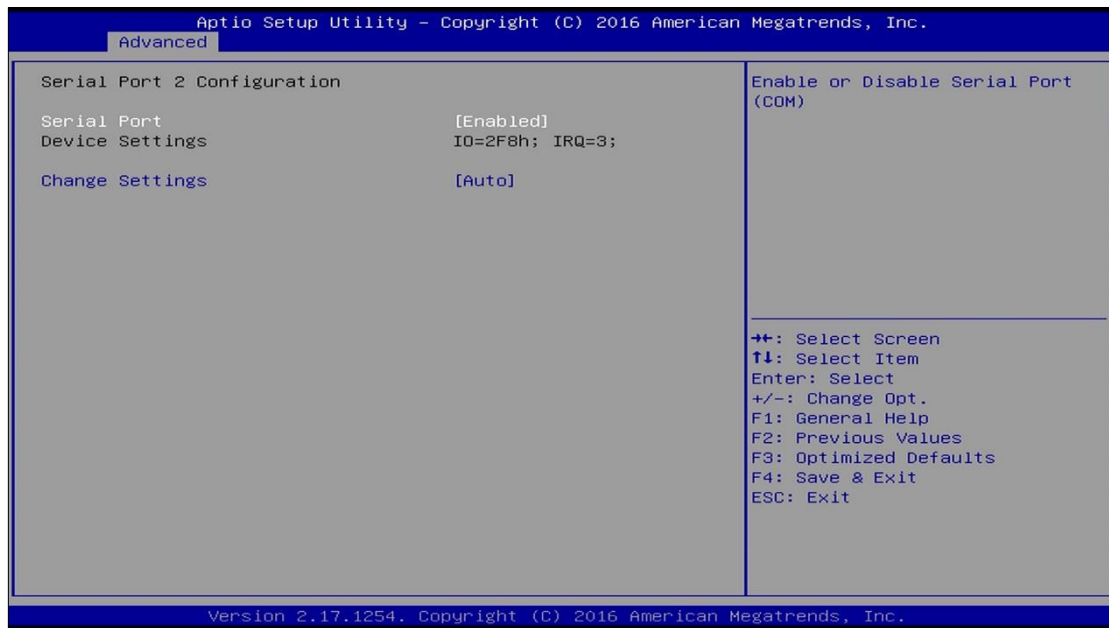 Aptio Setup Utility – Copyright (C) 2016 American Megatrends, Inc.
Advanced
Serial Port 2 Configuration
Serial Port [Enabled]
Device Settings IO=2F8h; IRQ=3;
Change Settings [Auto]
Enable or Disable Serial Port
(COM)
→←: Select Screen
↑↓: Select Item
Enter: Select
+/-: Change Opt.
F1: General Help
F2: Previous Values
F3: Optimized Defaults
F4: Save & Exit
ESC: Exit
Version 2.17.1254. Copyright (C) 2016 American Megatrends, Inc.